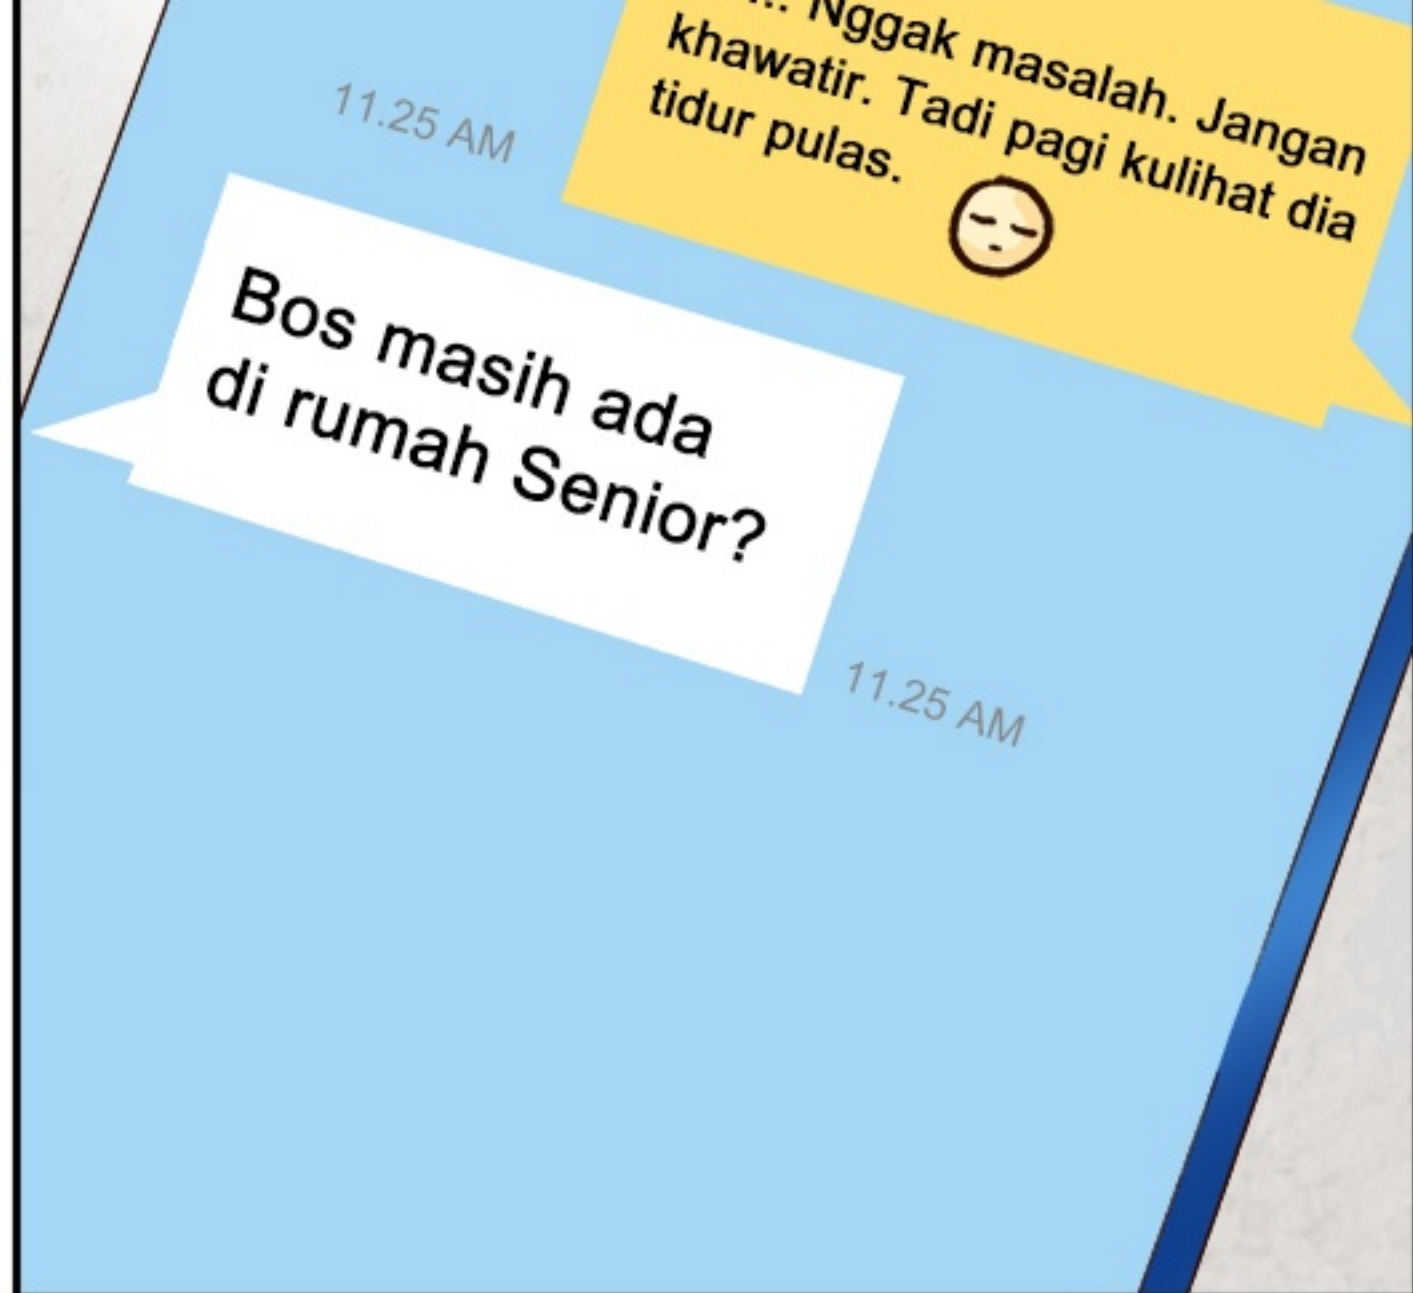 ... Nggak masalah. Jangan
khawatir. Tadi pagi kulihat dia
tidur pulas.
11.25 AM
Bos masih ada
di rumah Senior?
11.25 AM